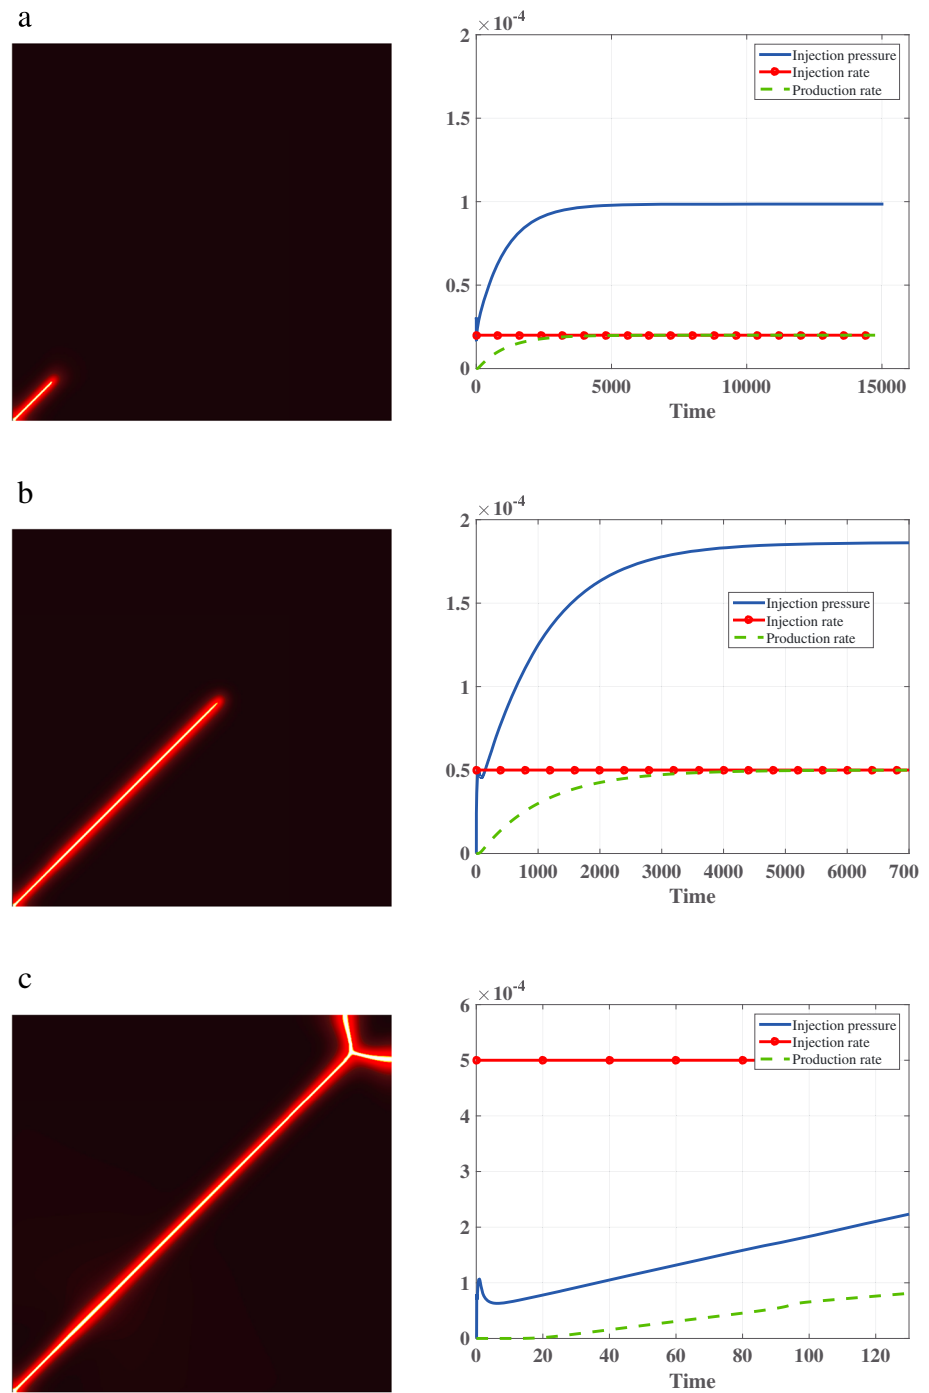 a
2 ×10-4
Injection pressure
Injection rate
Production rate
1.5
1
0.5
0
0 5000 10000 15000
Time
b
2 ×10-4
1.5
Injection pressure
Injection rate
Production rate
1
0.5
0
0 1000 2000 3000 4000 5000 6000 700
Time
c
6 ×10-4
Injection pressure
Injection rate
Production rate
5
4
3
2
1
0
0 20 40 60 80 100 120
Time